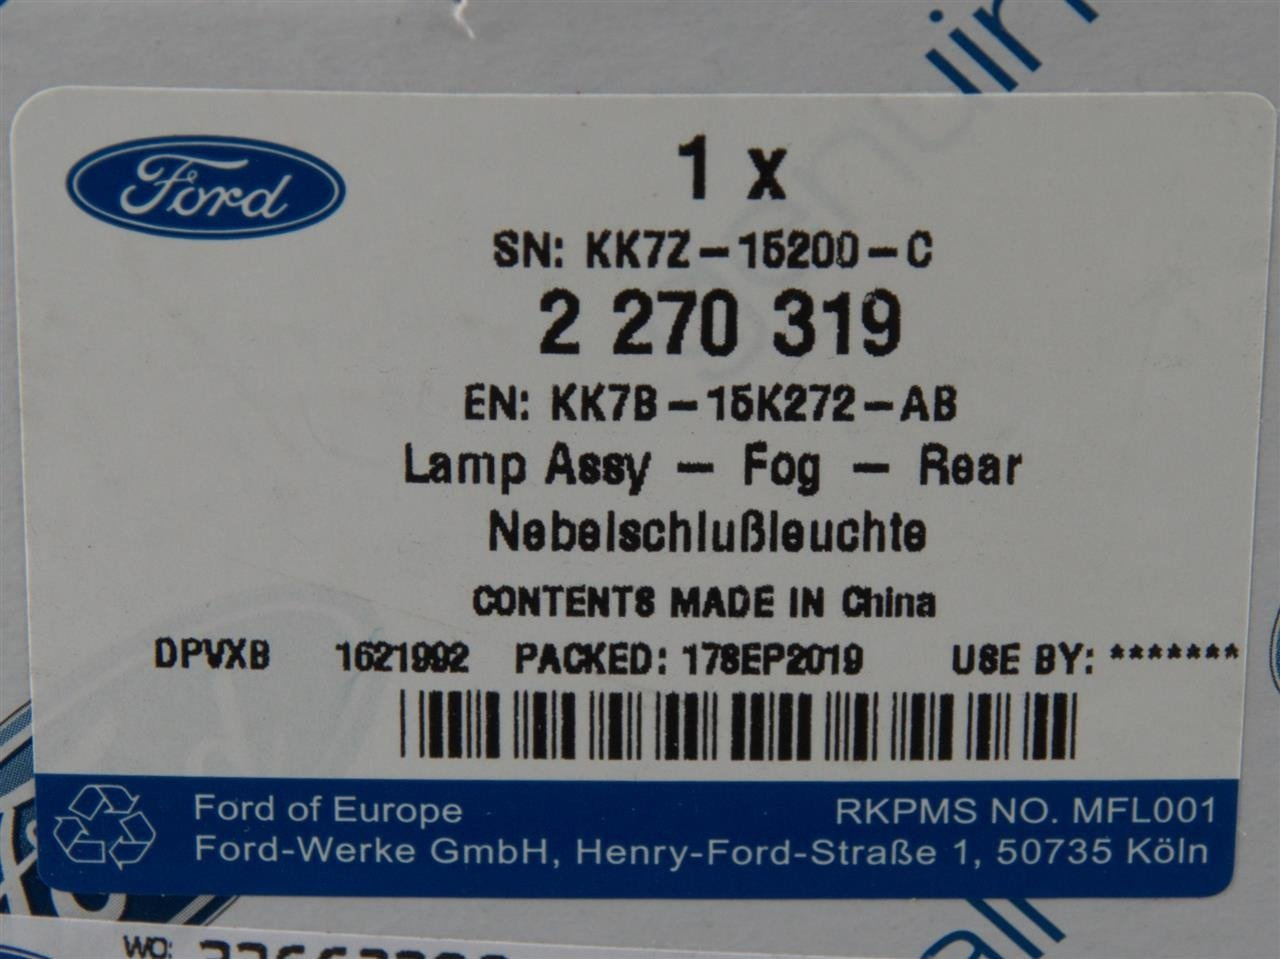 genuin
Ford
1 x
SN: KK7Z-15200-C
2 270 319
EN: KK7B-15K272-AB
Lamp Assy - Fog - Rear
Nebelschlußleuchte
CONTENTS MADE IN China
DPVXB 1621992 PACKED: 17SEP2019 USE BY: *******
Ford of Europe RKPMS NO. MFL001
Ford-Werke GmbH, Henry-Ford-Straße 1, 50735 Köln
WO: